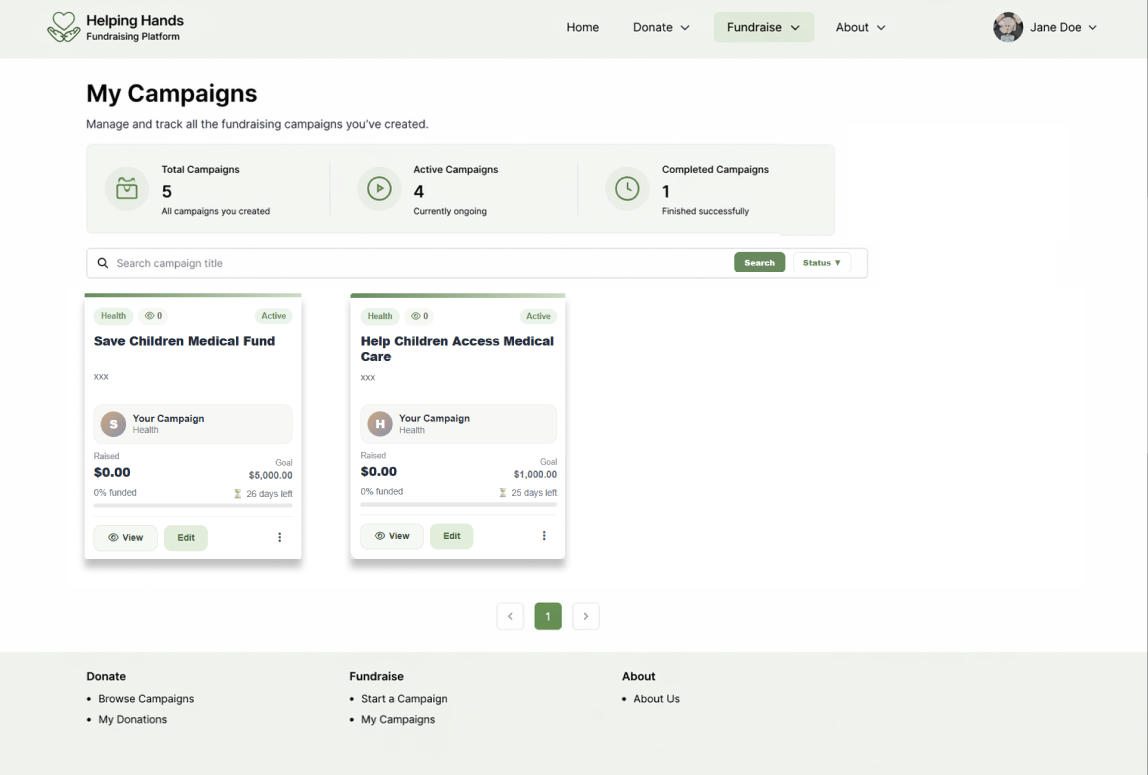 Helping Hands
Fundraising Platform
Home Donate Fundraise About Jane Doe
My Campaigns
Manage and track all the fundraising campaigns you've created.
Total Campaigns
5
All campaigns you created
Active Campaigns
4
Currently ongoing
Completed Campaigns
1
Finished successfully
Search campaign title Search Status ▼
Health 0 Active
Save Children Medical Fund
xxx
S
Your Campaign
Health
Raised
$0.00
Goal
$5,000.00
0% funded
26 days left
View Edit
Health 0 Active
Help Children Access Medical
Care
xxx
H
Your Campaign
Health
Raised
$0.00
Goal
$1,000.00
0% funded
25 days left
View Edit
1
Donate
• Browse Campaigns
• My Donations
Fundraise
• Start a Campaign
• My Campaigns
About
• About Us